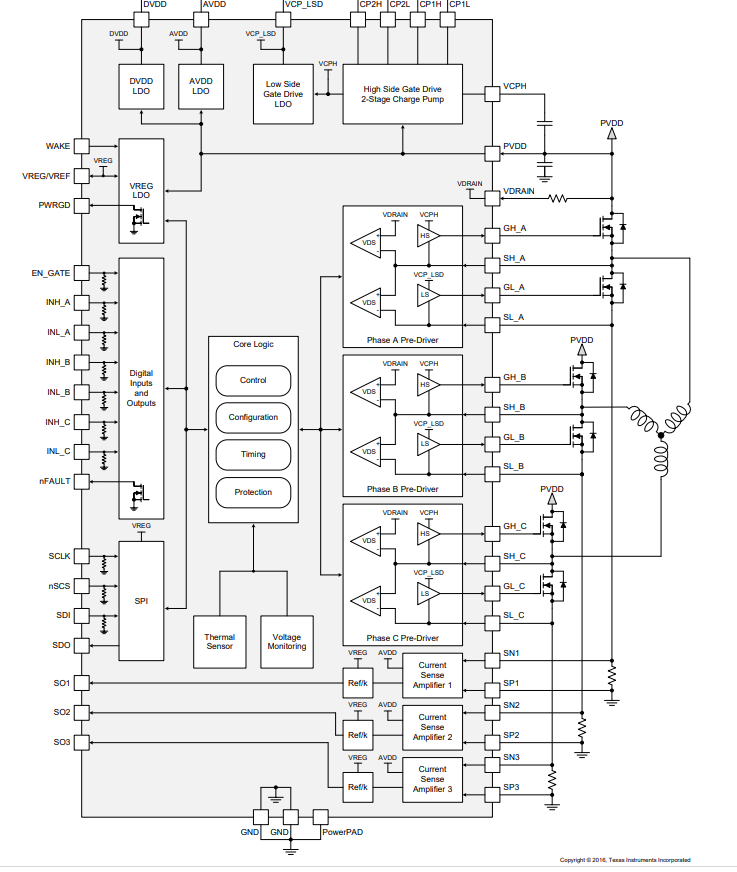 DVDD
AVDD
VCP_LSD
CP2H
CP2L
CP1H
CP1L
DVDD
AVDD
VCP_LSD
VCPH
DVDD
LDO
AVDD
LDO
Low Side
Gate Drive
LDO
High Side Gate Drive
2-Stage Charge Pump
VCPH
PVDD
WAKE
PVDD
VREG
VREG/VREF
VREG
LDO
VDRAIN
VDRAIN
PWRGD
VDRAIN
VCPH
VDS
HS
GH_A
SH_A
EN_GATE
VCP_LSD
VDS
LS
GL_A
INH_A
SL_A
INL_A
Phase A Pre-Driver
PVDD
Core Logic
INH_B
VDRAIN
VCPH
Digital
Inputs
and
Outputs
Control
VDS
HS
GH_B
INL_B
Configuration
SH_B
INH_C
VCP_LSD
VDS
LS
GL_B
INL_C
Timing
SL_B
nFAULT
Protection
Phase B Pre-Driver
PVDD
VREG
VDRAIN
VCPH
VDS
HS
GH_C
SCLK
SH_C
VCP_LSD
nSCS
VDS
LS
GL_C
SPI
SDI
SL_C
Thermal
Sensor
Voltage
Monitoring
Phase C Pre-Driver
SDO
VREG
AVDD
SN1
Current
Sense
Amplifier 1
SO1
Ref/k
SP1
VREG
AVDD
SN2
SO2
Current
Sense
Amplifier 2
Ref/k
SP2
SO3
VREG
AVDD
SN3
Current
Sense
Amplifier 3
Ref/k
SP3
GND
GND
PowerPAD
Copyright © 2016, Texas Instruments Incorporated